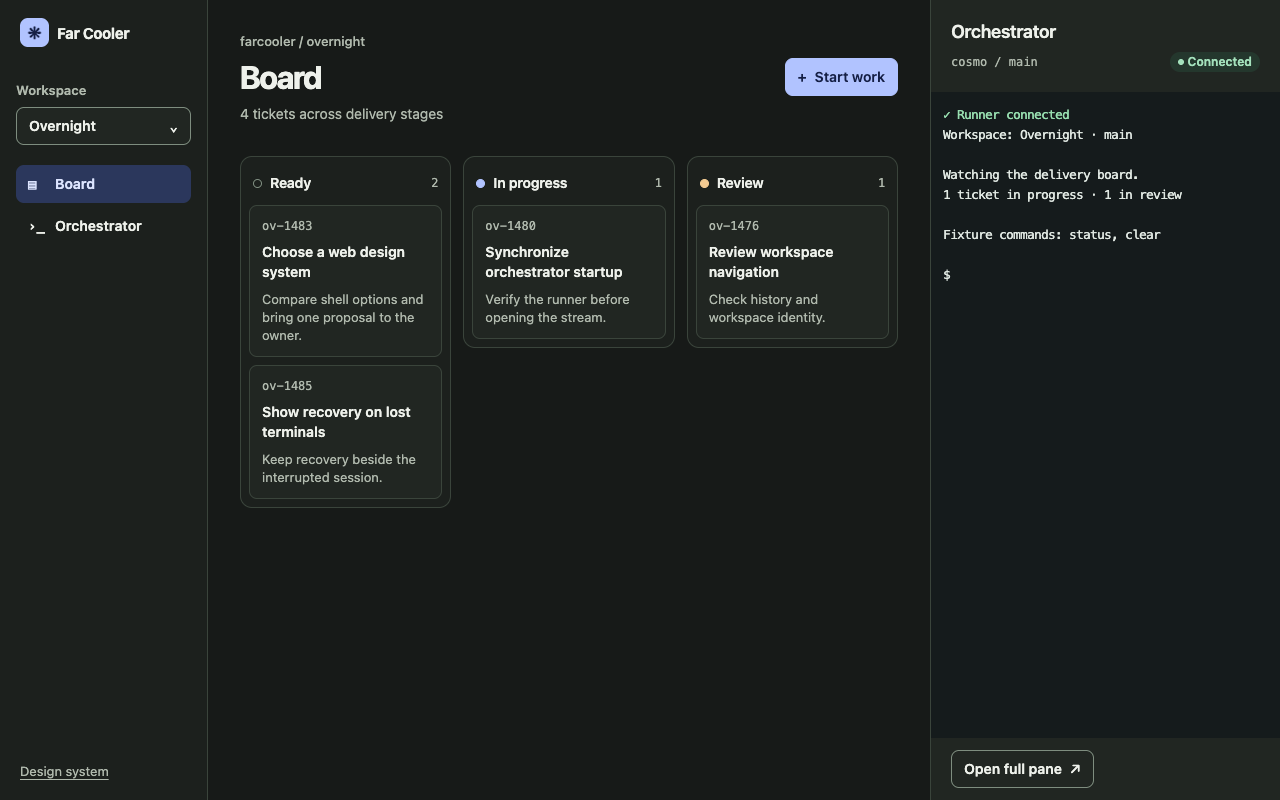 Far Cooler
Workspace
Overnight
Board
›_ Orchestrator
Design system
farcooler / overnight
Board
4 tickets across delivery stages
+ Start work
Ready 2
ov-1483
Choose a web design
system
Compare shell options and
bring one proposal to the
owner.
ov-1485
Show recovery on lost
terminals
Keep recovery beside the
interrupted session.
In progress 1
ov-1480
Synchronize
orchestrator startup
Verify the runner before
opening the stream.
Review 1
ov-1476
Review workspace
navigation
Check history and
workspace identity.
Orchestrator
cosmo / main
Connected
✓ Runner connected
Workspace: Overnight · main
Watching the delivery board.
1 ticket in progress · 1 in review
Fixture commands: status, clear
$
Open full pane ↗